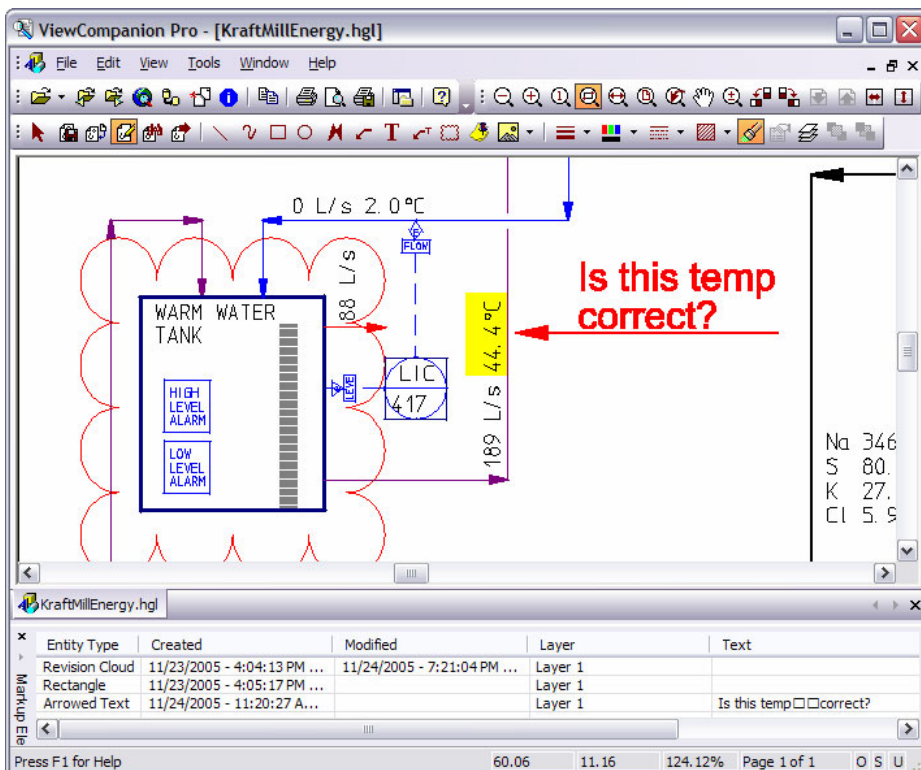 ViewCompanion Pro - [KraftMillEnergy.hgl]
File Edit View Tools Window Help
0 L/s 2.0°C
FLOW
88 L/s
Is this temp
correct?
WARM WATER
TANK
44.4°C
189 L/s
LIC
417
LEVE
HIGH
LEVEL
ALARM
LOW
LEVEL
ALARM
Na 346
S 80.
K 27.
Cl 5.9
KraftMillEnergy.hgl
Markup Ele
Entity Type Created Modified Layer Text
Revision Cloud 11/23/2005 - 4:04:13 PM ... 11/24/2005 - 7:21:04 PM ... Layer 1
Rectangle 11/23/2005 - 4:05:17 PM ... Layer 1
Arrowed Text 11/24/2005 - 11:20:27 A... Layer 1 Is this temp□□correct?
Press F1 for Help 60.06 11.16 124.12% Page 1 of 1 O S U